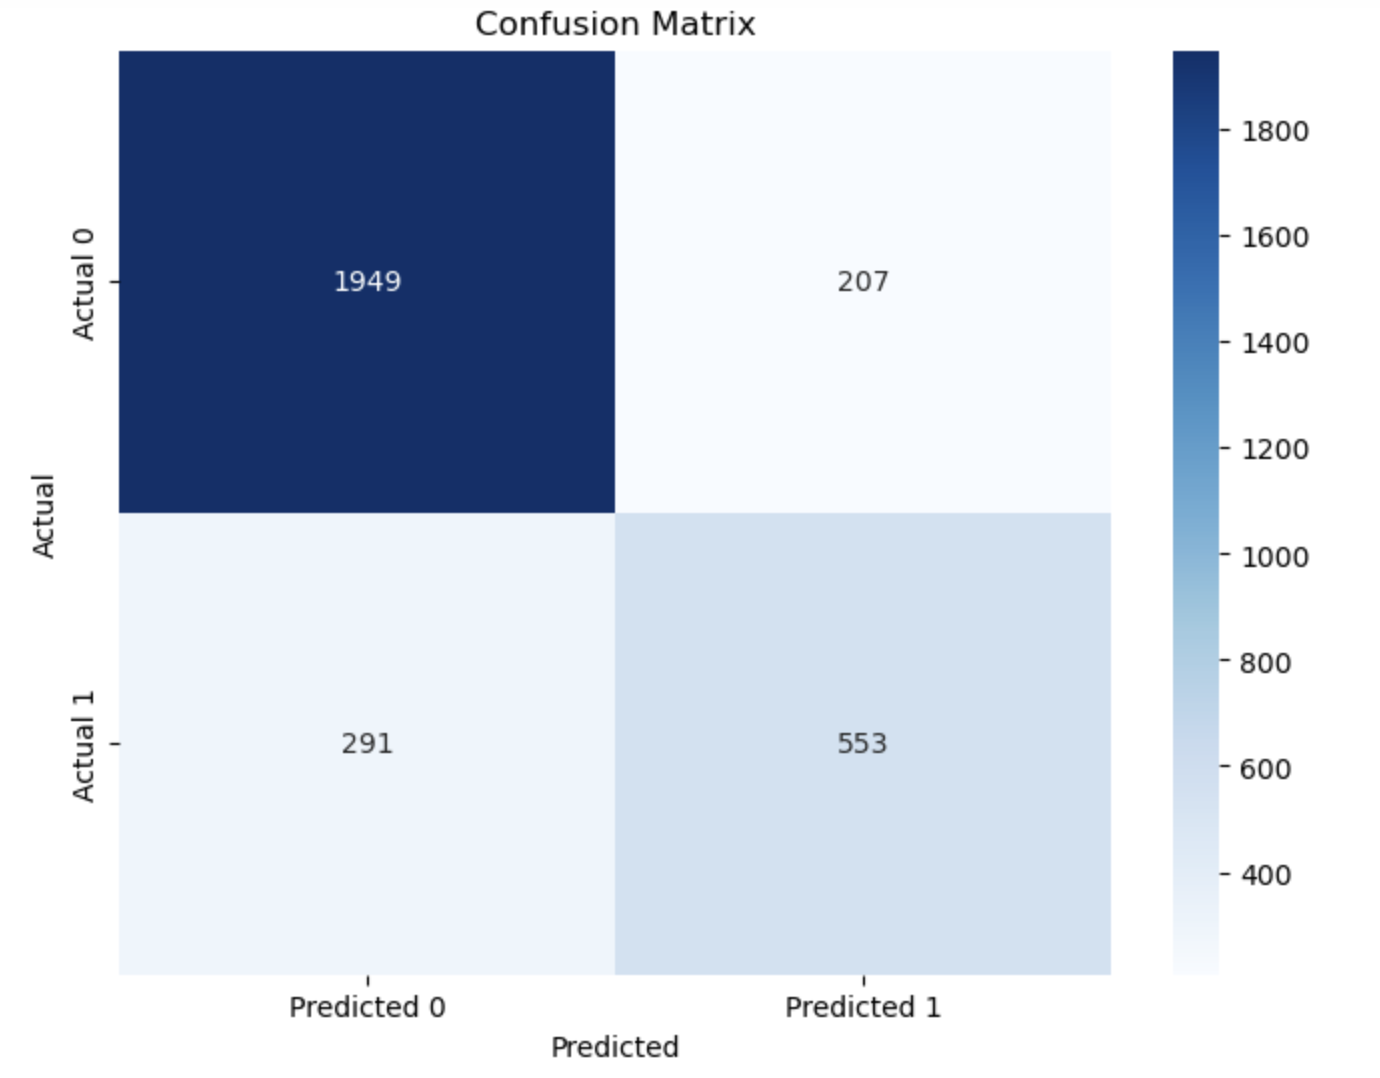 Confusion Matrix
Actual
Actual 0
1949
207
Actual 1
291
553
Predicted 0
Predicted 1
Predicted
1800
1600
1400
1200
1000
800
600
400